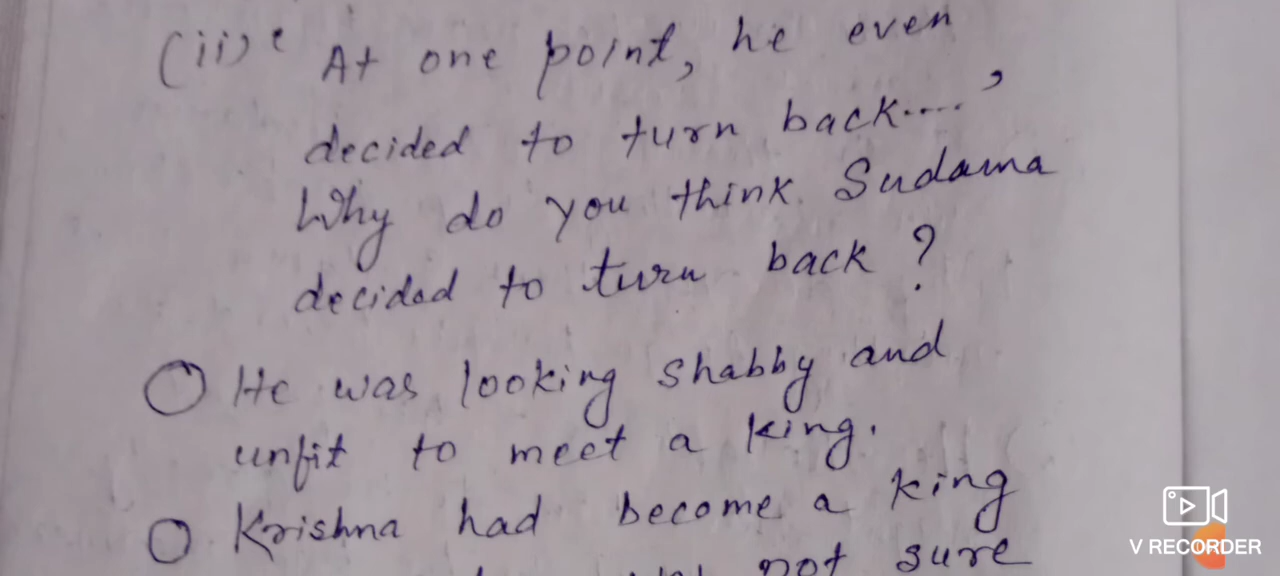 (ii) ‘ At one point, he even
decided to turn back....’
Why do you think Sudama
decided to turn back ?
He was looking shabby and
unfit to meet a king.
Krishna had become a king
not sure
V RECORDER